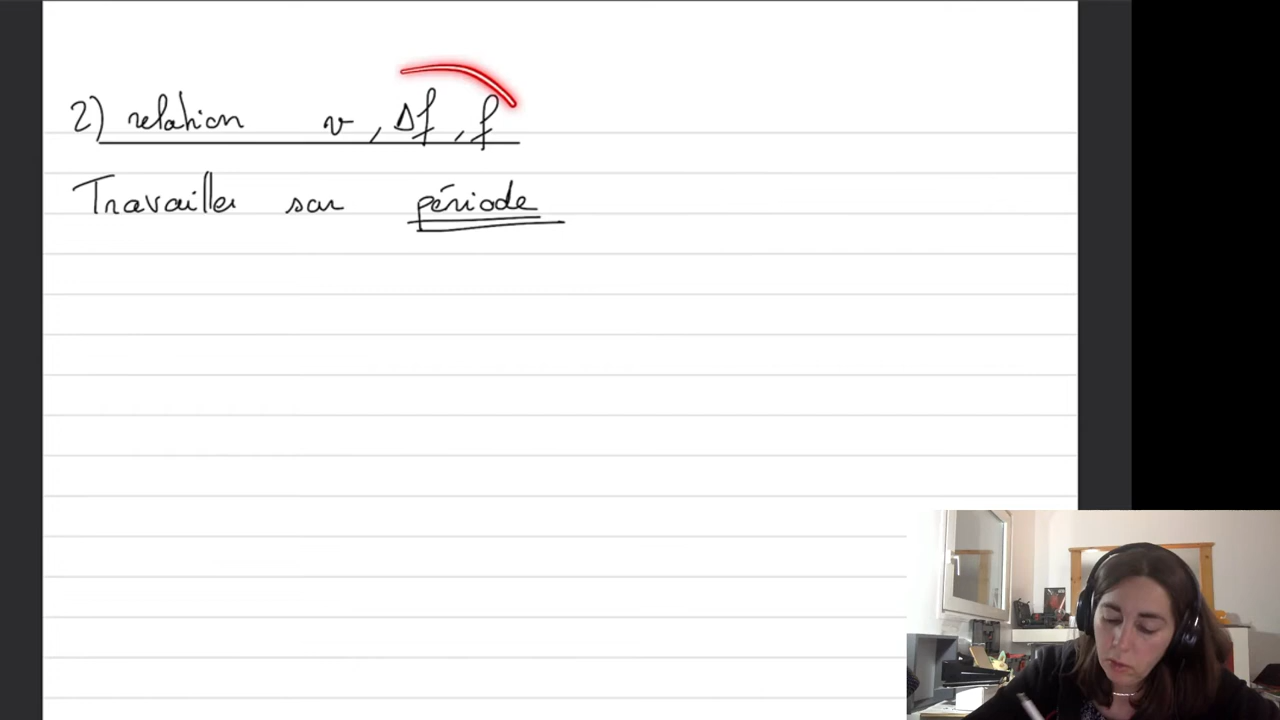 2) relation v, Δf, f
Travailler sur période